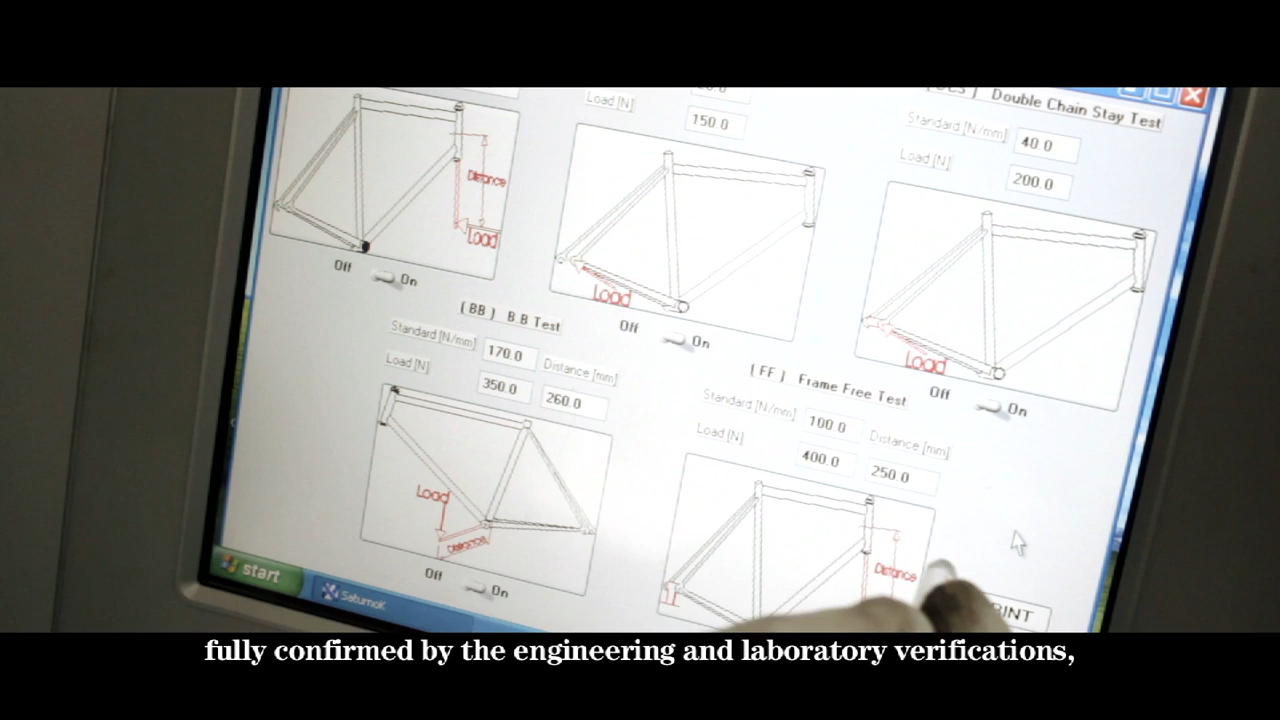 Double Chain Stay Test
Load [N]
150.0
Standard [N/mm]
40.0
Load [N]
200.0
Distance
Load
Off
On
Load
Off
On
Load
Off
On
[ BB ] B.B Test
Standard [N/mm]
170.0
Distance [mm]
Load [N]
350.0
260.0
Load
Distance
Off
On
[ FF ] Frame Free Test
Standard [N/mm]
100.0
Distance [mm]
Load [N]
400.0
250.0
Distance
start
SaturnoK
fully confirmed by the engineering and laboratory verifications,